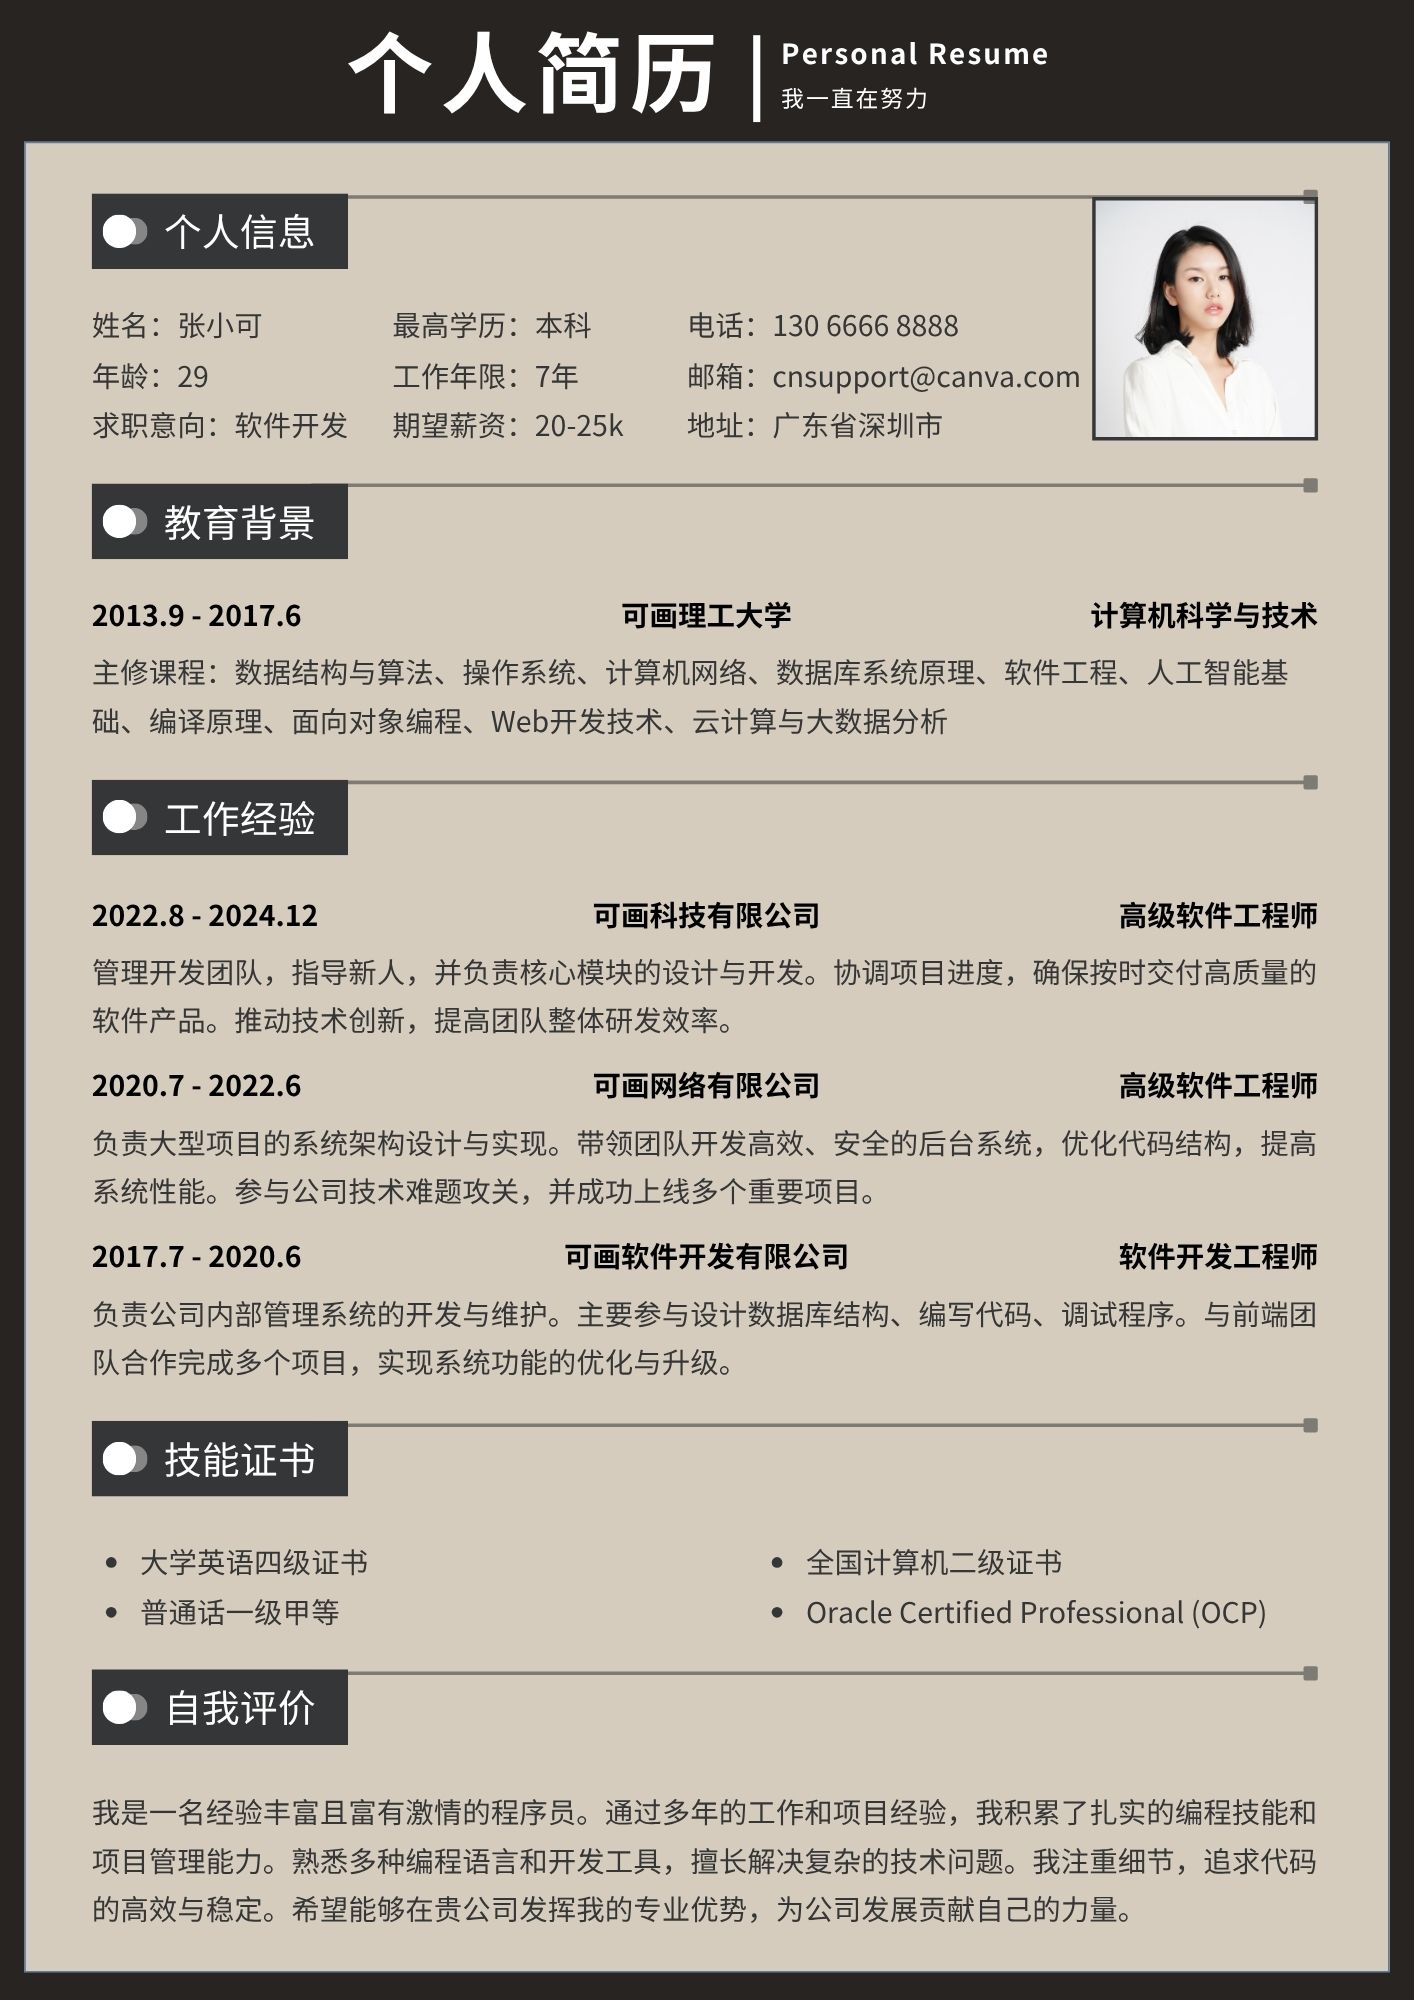 个人简历
Personal Resume
我一直在努力
个人信息
姓名：张小可 最高学历：本科 电话：130 6666 8888
年龄：29 工作年限：7年 邮箱：cnsupport@canva.com
求职意向：软件开发 期望薪资：20-25k 地址：广东省深圳市
教育背景
2013.9 - 2017.6 可画理工大学 计算机科学与技术
主修课程：数据结构与算法、操作系统、计算机网络、数据库系统原理、软件工程、人工智能基
础、编译原理、面向对象编程、Web开发技术、云计算与大数据分析
工作经验
2022.8 - 2024.12 可画科技有限公司 高级软件工程师
管理开发团队，指导新人，并负责核心模块的设计与开发。协调项目进度，确保按时交付高质量的
软件产品。推动技术创新，提高团队整体研发效率。
2020.7 - 2022.6 可画网络有限公司 高级软件工程师
负责大型项目的系统架构设计与实现。带领团队开发高效、安全的后台系统，优化代码结构，提高
系统性能。参与公司技术难题攻关，并成功上线多个重要项目。
2017.7 - 2020.6 可画软件开发有限公司 软件开发工程师
负责公司内部管理系统的开发与维护。主要参与设计数据库结构、编写代码、调试程序。与前端团
队合作完成多个项目，实现系统功能的优化与升级。
技能证书
• 大学英语四级证书 • 全国计算机二级证书
• 普通话一级甲等 • Oracle Certified Professional (OCP)
自我评价
我是一名经验丰富且富有激情的程序员。通过多年的工作和项目经验，我积累了扎实的编程技能和
项目管理能力。熟悉多种编程语言和开发工具，擅长解决复杂的技术问题。我注重细节，追求代码
的高效与稳定。希望能够在贵公司发挥我的专业优势，为公司发展贡献自己的力量。